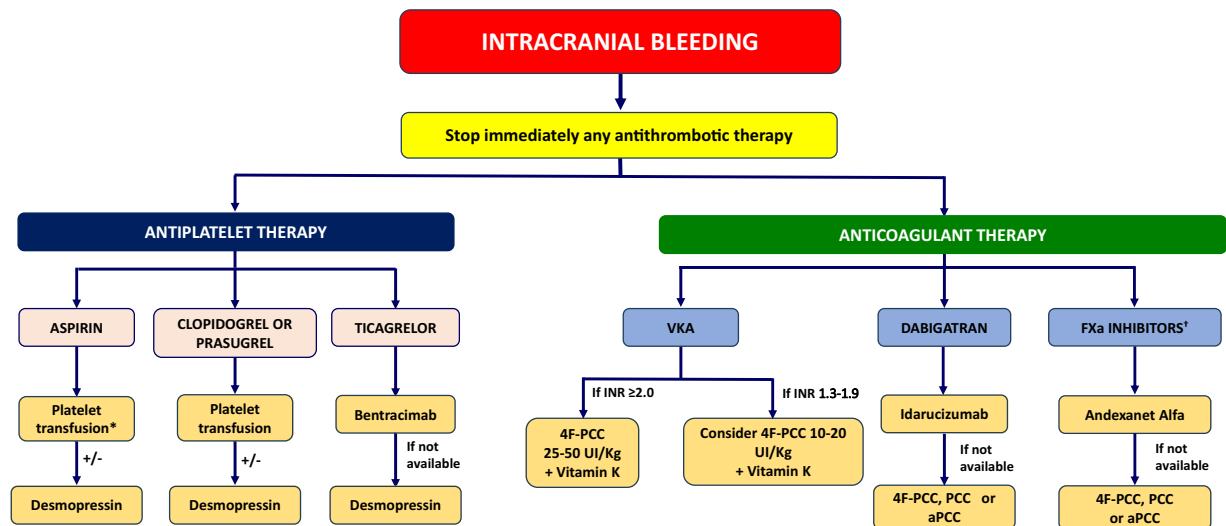 INTRACRANIAL BLEEDING
Stop immediately any antithrombotic therapy
ANTIPLATELET THERAPY
ANTICOAGULANT THERAPY
ASPIRIN
CLOPIDOGREL OR
PRASUGREL
TICAGRELOR
VKA
DABIGATRAN
FXa INHIBITORS†
If INR ≥2.0
If INR 1.3-1.9
Platelet
transfusion*
Platelet
transfusion
Bentracimab
4F-PCC
25-50 UI/Kg
+ Vitamin K
Consider 4F-PCC 10-20
UI/Kg
+ Vitamin K
Idarucizumab
Andexanet Alfa
+/-
+/-
If not
available
If not
available
If not
available
Desmopressin
Desmopressin
Desmopressin
4F-PCC, PCC or
aPCC
4F-PCC, PCC
or aPCC